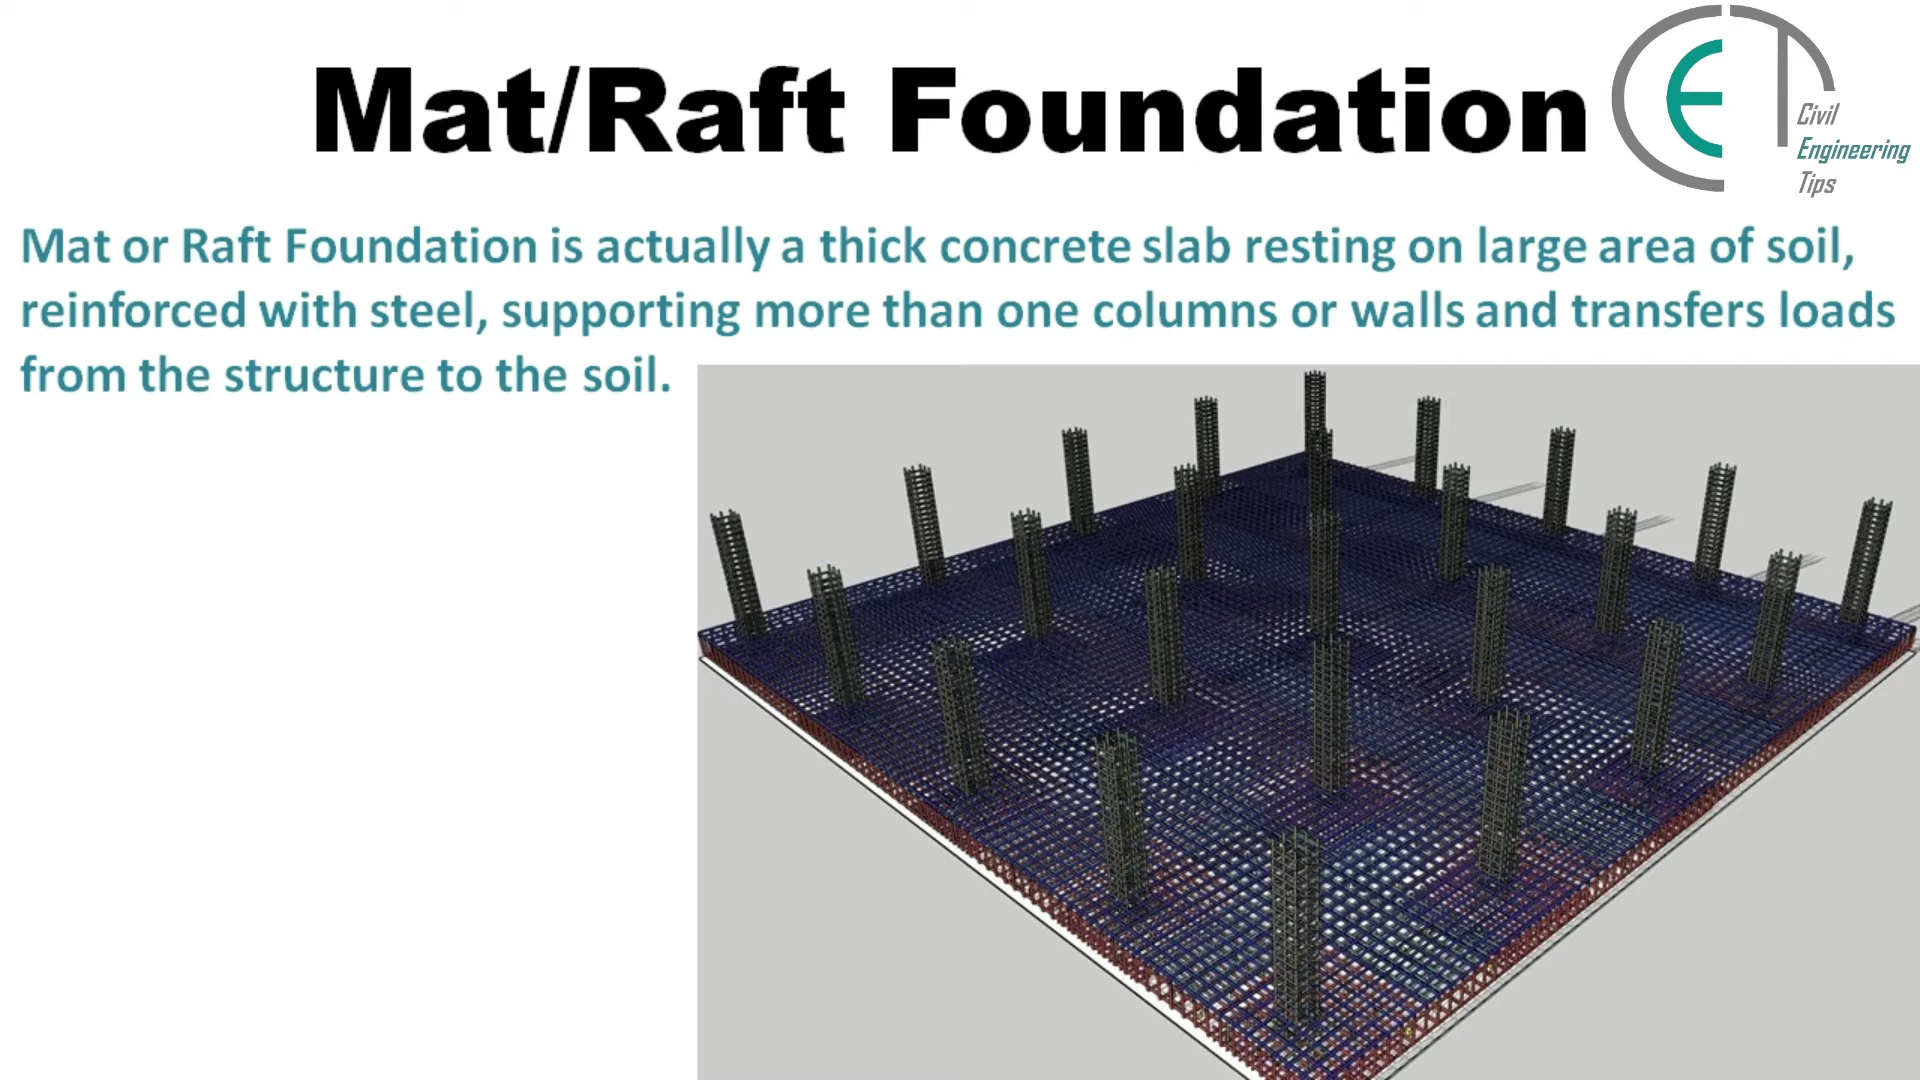 Mat/Raft Foundation
Civil
Engineering
Tips
Mat or Raft Foundation is actually a thick concrete slab resting on large area of soil,
reinforced with steel, supporting more than one columns or walls and transfers loads
from the structure to the soil.